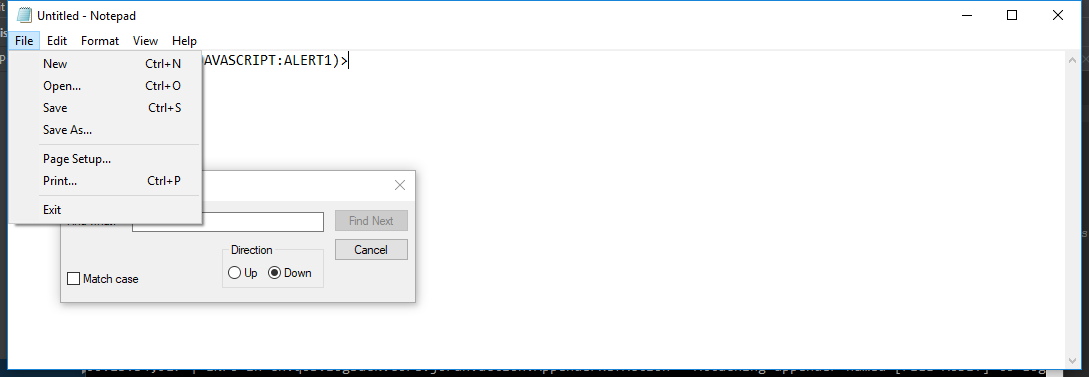 Untitled - Notepad
File Edit Format View Help
AVASCRIPT:ALERT1)>
New Ctrl+N
Open... Ctrl+O
Save Ctrl+S
Save As...
Page Setup...
Print... Ctrl+P
Exit
Find Next
Direction
Cancel
Up Down
Match case